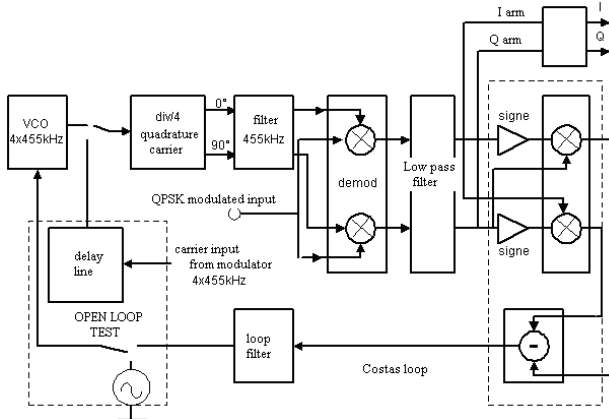 I arm
I
Q arm
Q
VCO
4x455kHz
div/4
quadrature
carrier
0°
90°
filter
455kHz
demod
Low pass
filter
signe
signe
QPSK modulated input
delay
line
carrier input
from modulator
4x455kHz
OPEN LOOP
TEST
loop
filter
Costas loop
-